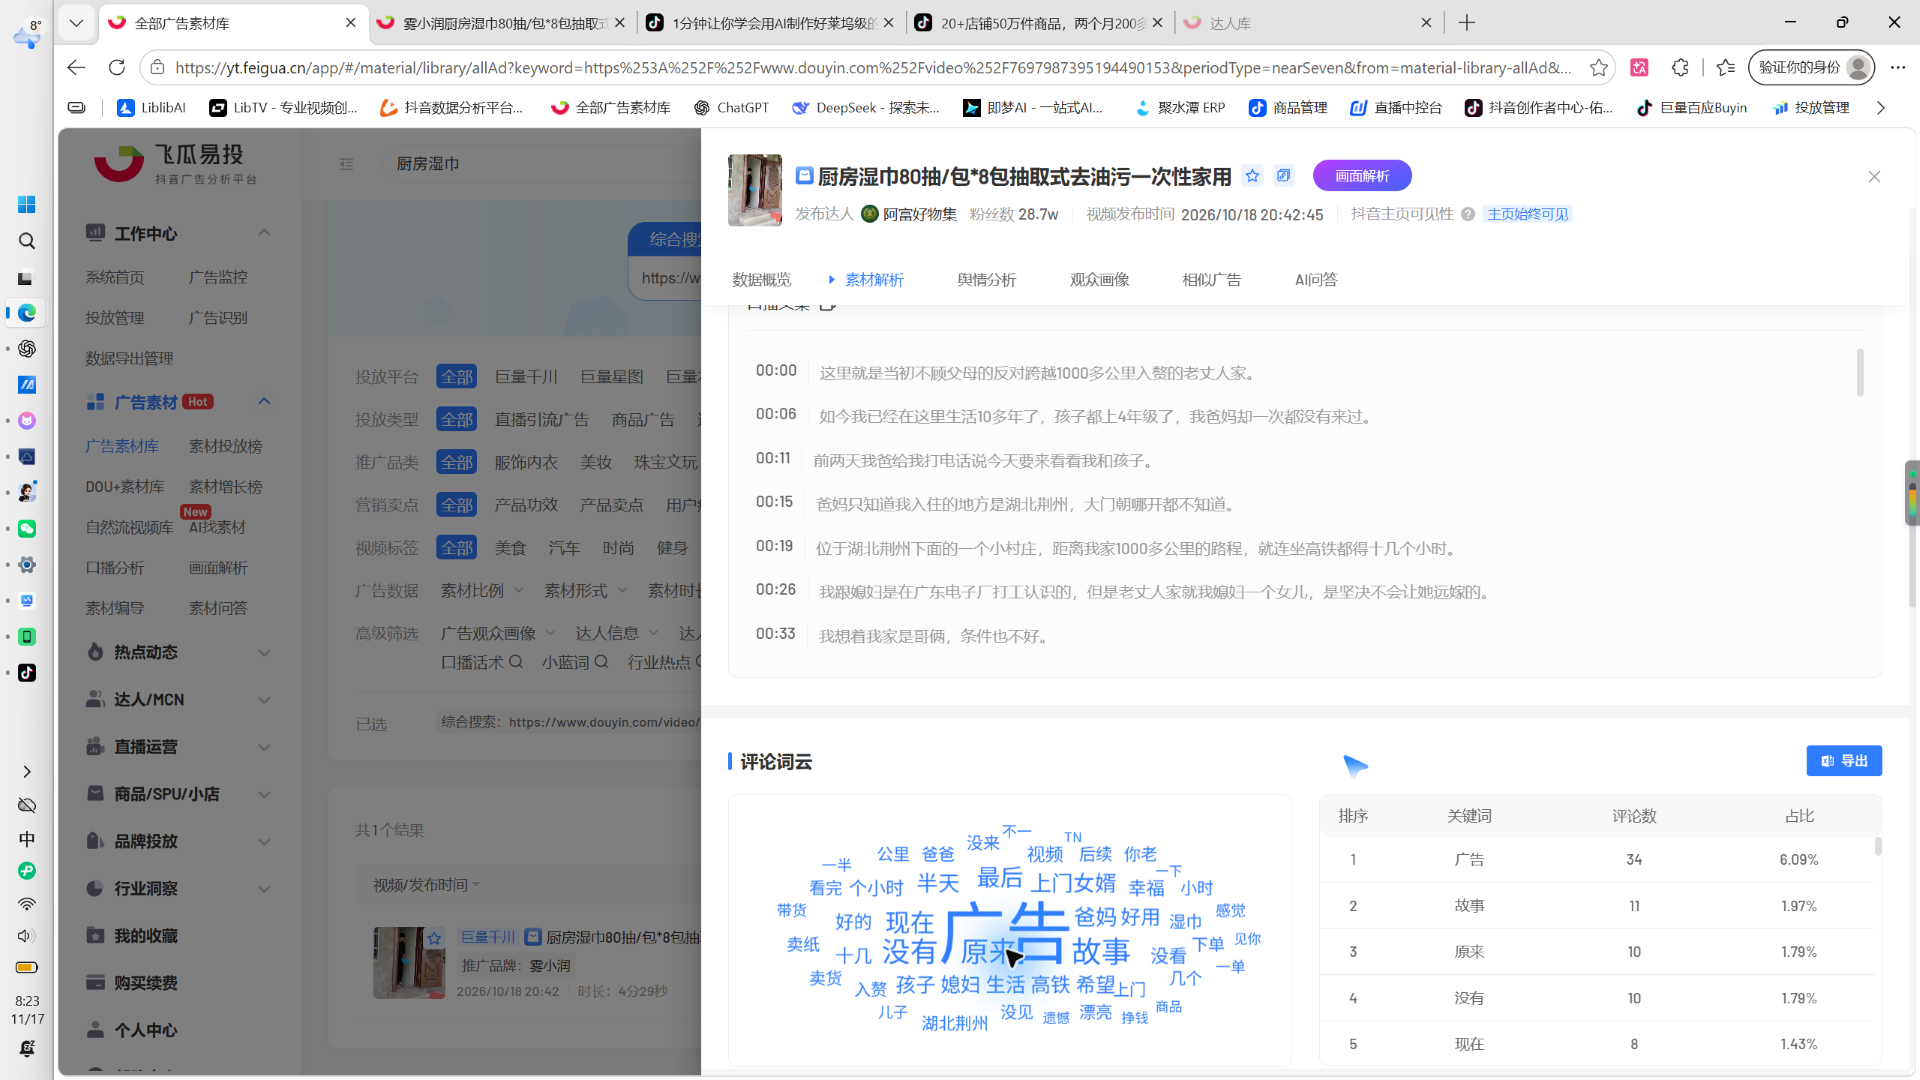 8°
全部广告素材库
雾小润厨房湿巾80抽/包*8包抽取式
1分钟让你学会用AI制作好莱坞级的
20+店铺50万件商品，两个月200多
达人库
https://yt.feigua.cn/app/#/material/library/allAd?keyword=https%253A%252F%252Fwww.douyin.com%252Fvideo%252F7697987395194490153&periodType=nearSeven&from=material-library-allAd&...
验证你的身份
LiblibAI
LibTV - 专业视频创...
抖音数据分析平台...
全部广告素材库
ChatGPT
DeepSeek - 探索未...
即梦AI - 一站式AI...
聚水潭 ERP
商品管理
直播中控台
抖音创作者中心-佑...
巨量百应Buyin
投放管理
飞瓜易投
抖音广告分析平台
厨房湿巾
工作中心
系统首页 广告监控
投放管理 广告识别
数据导出管理
广告素材 Hot
广告素材库 素材投放榜
DOU+素材库 素材增长榜
New
自然流视频库 AI找素材
口播分析 画面解析
素材编导 素材问答
热点动态
达人/MCN
直播运营
商品/SPU/小店
品牌投放
行业洞察
我的收藏
购买续费
个人中心
综合搜索
https://w
投放平台 全部 巨量千川 巨量星图 巨量
投放类型 全部 直播引流广告 商品广告
推广品类 全部 服饰内衣 美妆 珠宝文玩
营销卖点 全部 产品功效 产品卖点 用户
视频标签 全部 美食 汽车 时尚 健身
广告数据 素材比例 素材形式 素材时长
高级筛选 广告观众画像 达人信息 达
口播话术 小蓝词 行业热点
已选 综合搜索：https://www.douyin.com/video/
共1个结果
视频/发布时间
巨量千川 厨房湿巾80抽/包*8包抽
推广品牌：雾小润
2026/10/18 20:42 时长：4分29秒
厨房湿巾80抽/包*8包抽取式去油污一次性家用
画面解析
发布达人 阿富好物集 粉丝数 28.7w 视频发布时间 2026/10/18 20:42:45 抖音主页可见性 ? 主页始终可见
数据概览 素材解析 舆情分析 观众画像 相似广告 AI问答
口播文案
00:00 这里就是当初不顾父母的反对跨越1000多公里入赘的老丈人家。
00:06 如今我已经在这里生活10多年了，孩子都上4年级了，我爸妈却一次都没有来过。
00:11 前两天我爸给我打电话说今天要来看看我和孩子。
00:15 爸妈只知道我入住的地方是湖北荆州，大门朝哪开都不知道。
00:19 位于湖北荆州下面的一个小村庄，距离我家1000多公里的路程，就连坐高铁都得十几个小时。
00:26 我跟媳妇是在广东电子厂打工认识的，但是老丈人家就我媳妇一个女儿，是坚决不会让她远嫁的。
00:33 我想着我家是哥俩，条件也不好。
评论词云
导出
不一
没来 TN
公里 爸爸 视频 后续 你老
一半 一下
看完 个小时 半天 最后 上门女婿 幸福 小时
带货 好的 现在 广告 爸妈 好用 湿巾 感觉
卖纸 十几 没有 原来 故事 没看 下单 见你
卖货 入赘 孩子 媳妇 生活 高铁 希望 上门 几个 一单
儿子 湖北荆州 没见 遗憾 漂亮 挣钱 商品
排序 关键词 评论数 占比
1 广告 34 6.09%
2 故事 11 1.97%
3 原来 10 1.79%
4 没有 10 1.79%
5 现在 8 1.43%
中
8:23
11/17